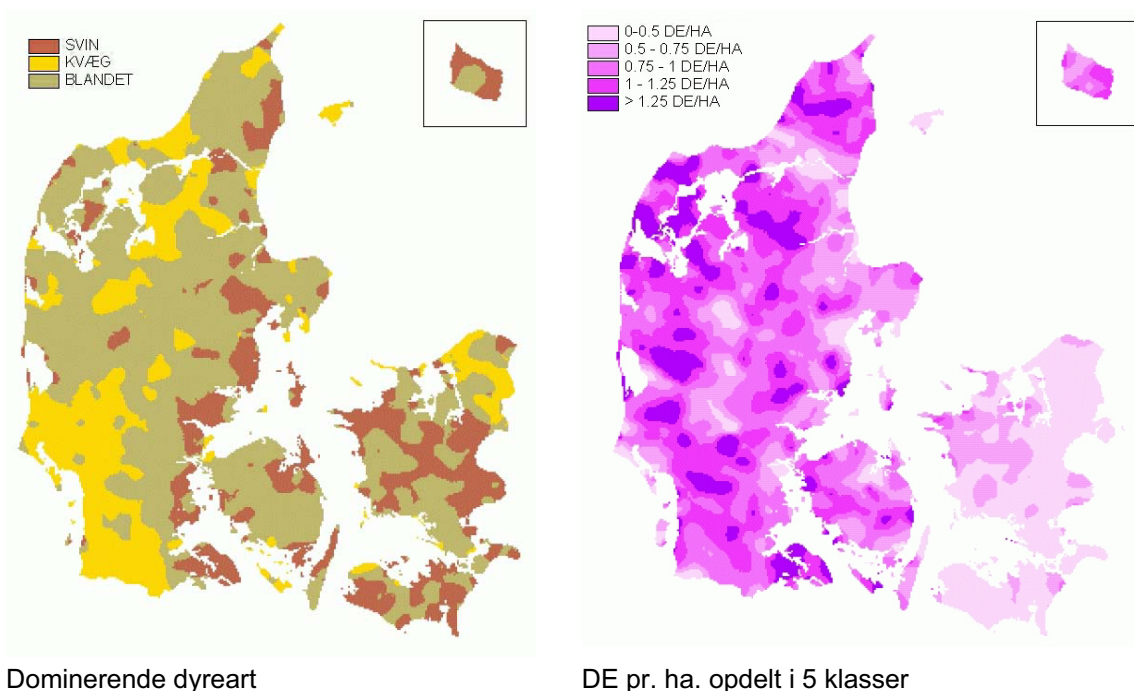 SVIN
KVÆG
BLANDET
0-0.5 DE/HA
0.5 - 0.75 DE/HA
0.75 - 1 DE/HA
1 - 1.25 DE/HA
> 1.25 DE/HA
Dominerende dyreart
DE pr. ha. opdelt i 5 klasser